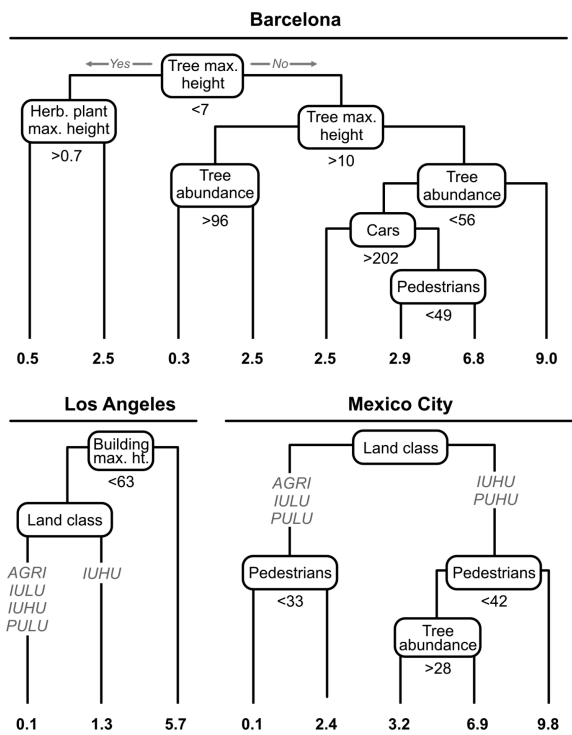 Barcelona
Yes
No
Tree max.
height
<7
Herb. plant
max. height
>0.7
Tree max.
height
>10
Tree
abundance
>96
Tree
abundance
<56
Cars
>202
Pedestrians
<49
0.5 2.5 0.3 2.5 2.5 2.9 6.8 9.0
Los Angeles
Building
max. ht.
<63
Land class
AGRI
IULU
IUHU
PULU
IUHU
0.1 1.3 5.7
Mexico City
Land class
AGRI
IULU
PULU
IUHU
PUHU
Pedestrians
<33
Pedestrians
<42
Tree
abundance
>28
0.1 2.4 3.2 6.9 9.8